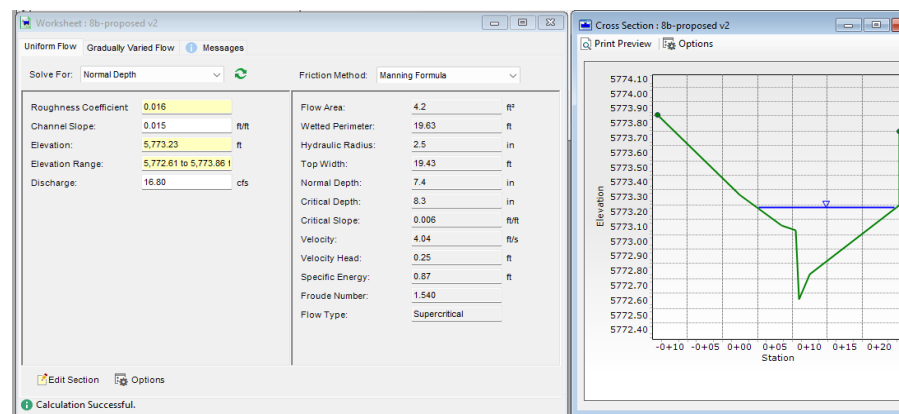 Worksheet : 8b-proposed v2
Uniform Flow Gradually Varied Flow Messages
Solve For: Normal Depth Friction Method: Manning Formula
Roughness Coefficient 0.016
Channel Slope: 0.015 ft/ft
Elevation: 5,773.23 ft
Elevation Range: 5,772.61 to 5,773.86 f
Discharge: 16.80 cfs
Flow Area: 4.2 ft²
Wetted Perimeter: 19.63 ft
Hydraulic Radius: 2.5 in
Top Width: 19.43 ft
Normal Depth: 7.4 in
Critical Depth: 8.3 in
Critical Slope: 0.006 ft/ft
Velocity: 4.04 ft/s
Velocity Head: 0.25 ft
Specific Energy: 0.87 ft
Froude Number: 1.540
Flow Type: Supercritical
Edit Section Options
Calculation Successful.
Cross Section : 8b-proposed v2
Print Preview Options
5774.10
5774.00
5773.90
5773.80
5773.70
5773.60
5773.50
5773.40
5773.30
5773.20
5773.10
5773.00
5772.90
5772.80
5772.70
5772.60
5772.50
5772.40
Elevation
-0+10 -0+05 0+00 0+05 0+10 0+15 0+20
Station